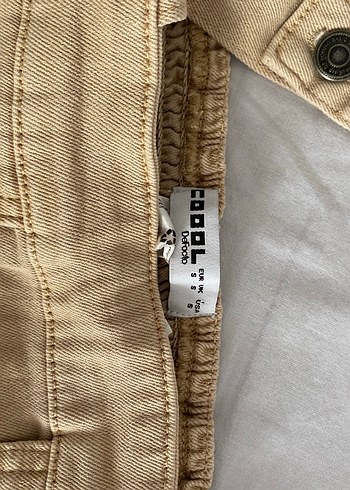 COOOL
DeFacto
EUR UK USA
S S S